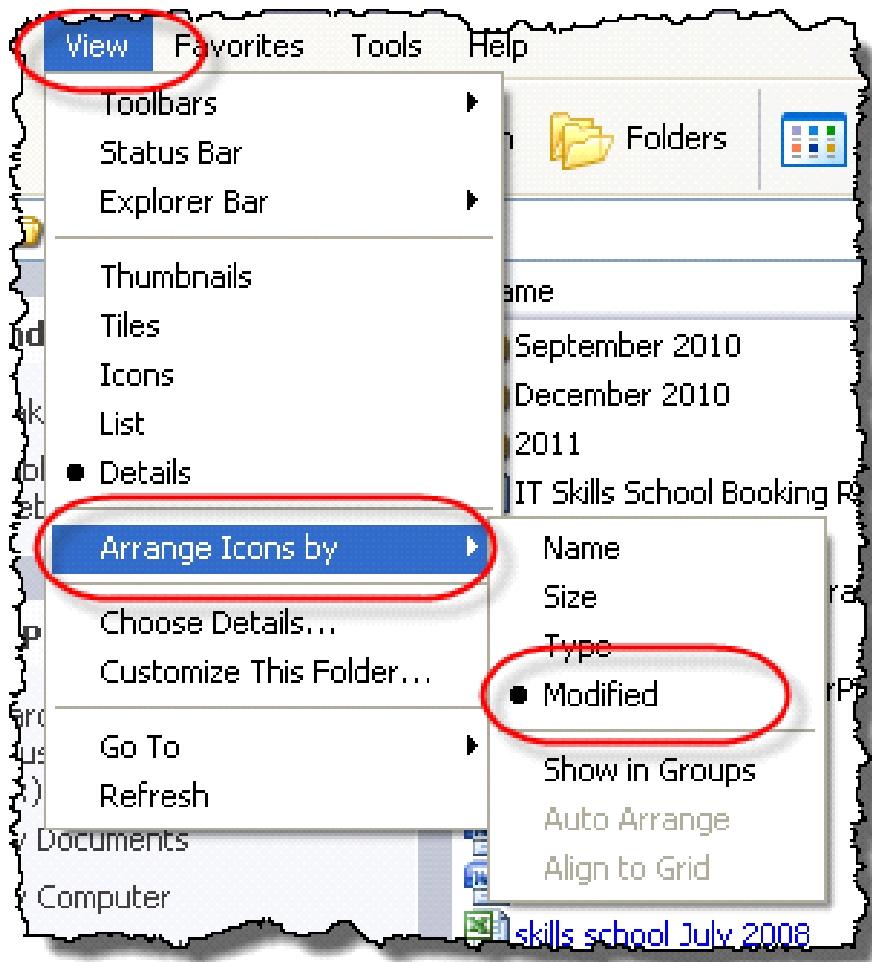 View Favorites Tools Help
Toolbars
Status Bar
Explorer Bar
Folders
Thumbnails
Tiles
Icons
List
Details
Arrange Icons by
Choose Details...
Customize This Folder...
Go To
Refresh
ame
September 2010
December 2010
2011
IT Skills School Booking
Name
Size
Type
Modified
Show in Groups
Auto Arrange
Align to Grid
Documents
Computer
skills school July 2008